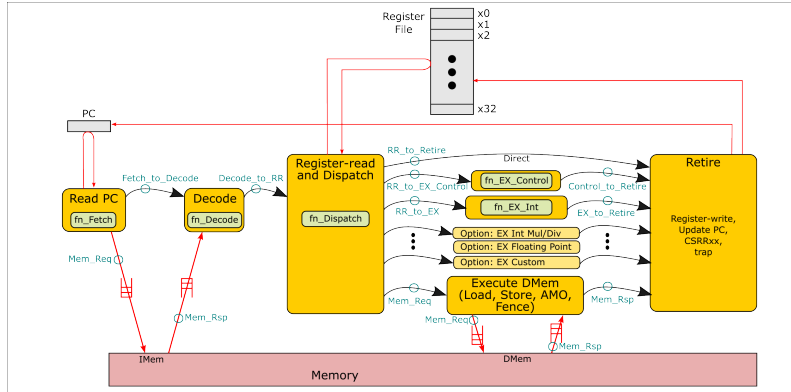 Register
File
x0
x1
x2
x32
PC
Fetch_to_Decode
Decode_to_RR
Read PC
fn_Fetch
Decode
fn_Decode
Register-read
and Dispatch
fn_Dispatch
RR_to_Retire
Direct
RR_to_EX_Control
fn_EX_Control
Control_to_Retire
RR_to_EX
fn_EX_Int
EX_to_Retire
Option: EX Int Mul/Div
Option: EX Floating Point
Option: EX Custom
Retire
Register-write,
Update PC,
CSRRxx,
trap
Mem_Req
Mem_Rsp
Mem_Req
Execute DMem
(Load, Store, AMO,
Fence)
Mem_Rsp
Mem_Req
Mem_Rsp
IMem
DMem
Memory